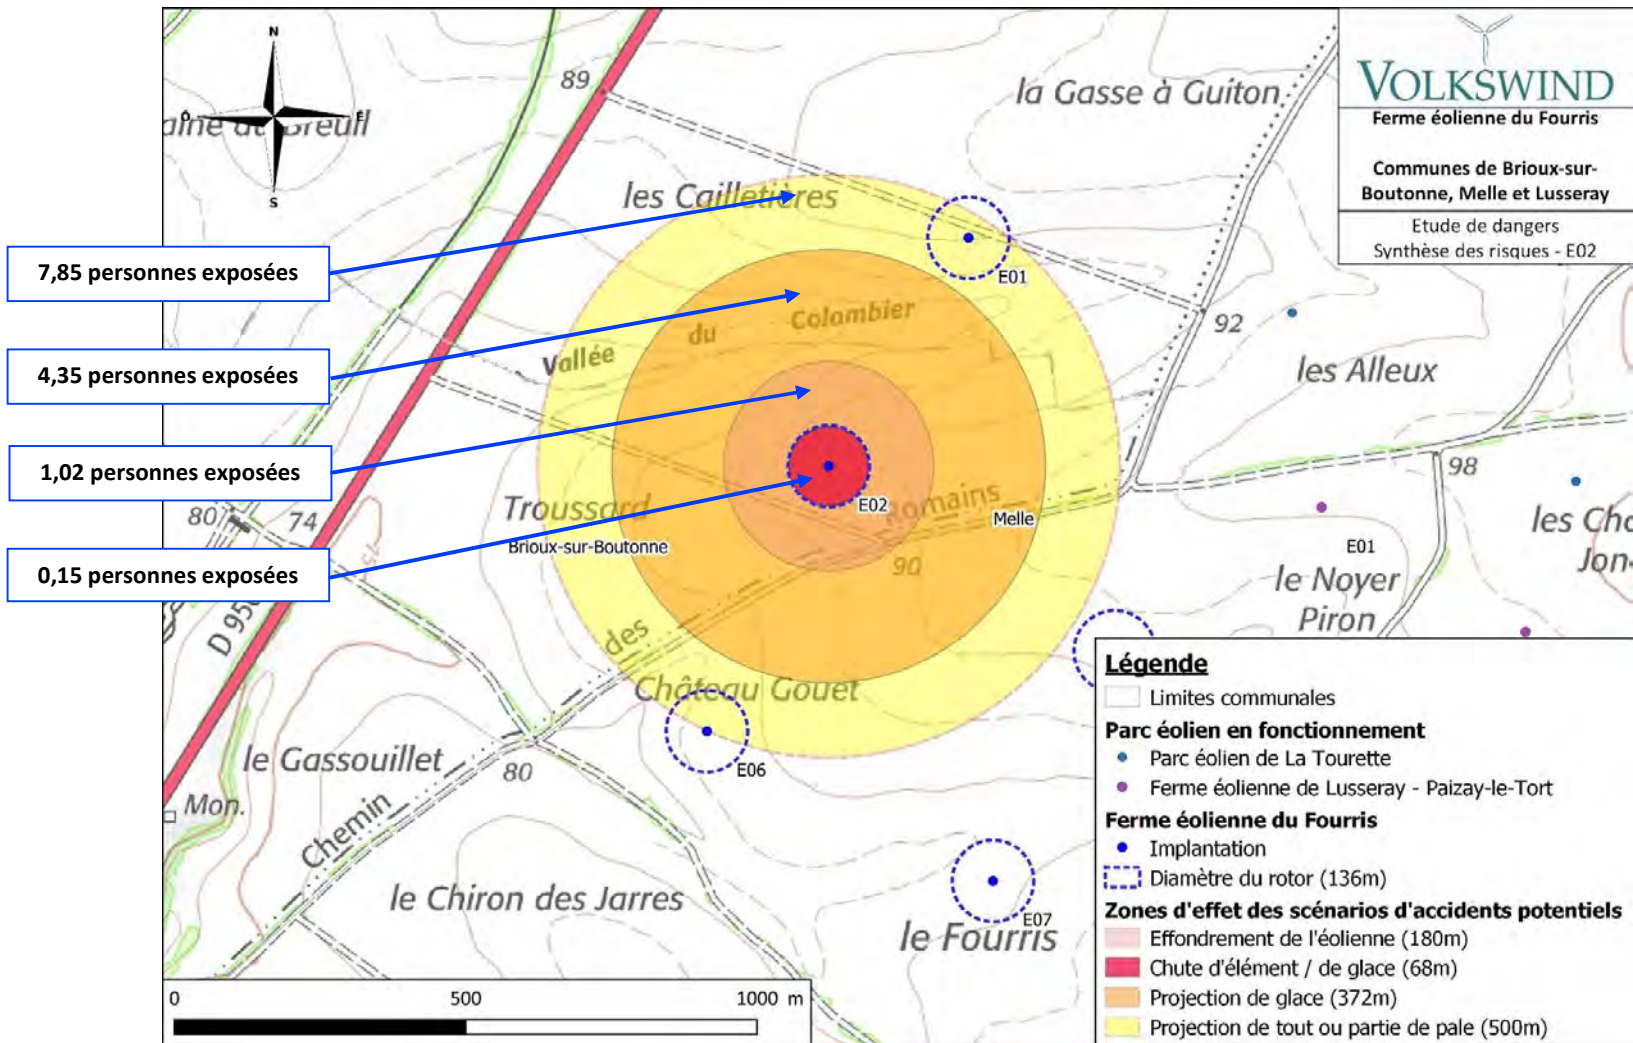 VOLKSWIND
Ferme éolienne du Fourris
Communes de Brioux-sur-
Boutonne, Melle et Lusseray
Etude de dangers
Synthèse des risques - E02
N
O
E
S
89
la Gasse à Guiton
les Cailletières
7,85 personnes exposées
E01
Vallée du Colombier
92
4,35 personnes exposées
les Alleux
1,02 personnes exposées
98
Troussard
E02
Romains
Melle
80
74
Brioux-sur-Boutonne
90
E01
0,15 personnes exposées
le Noyer
Piron
des
Château Gouet
le Gassouillet
80
E06
Mon.
Chemin
le Chiron des Jarres
le Fourris
E07
0 500 1000 m
Légende
Limites communales
Parc éolien en fonctionnement
Parc éolien de La Tourette
Ferme éolienne de Lusseray - Paizay-le-Tort
Ferme éolienne du Fourris
Implantation
Diamètre du rotor (136m)
Zones d'effet des scénarios d'accidents potentiels
Effondrement de l'éolienne (180m)
Chute d'élément / de glace (68m)
Projection de glace (372m)
Projection de tout ou partie de pale (500m)